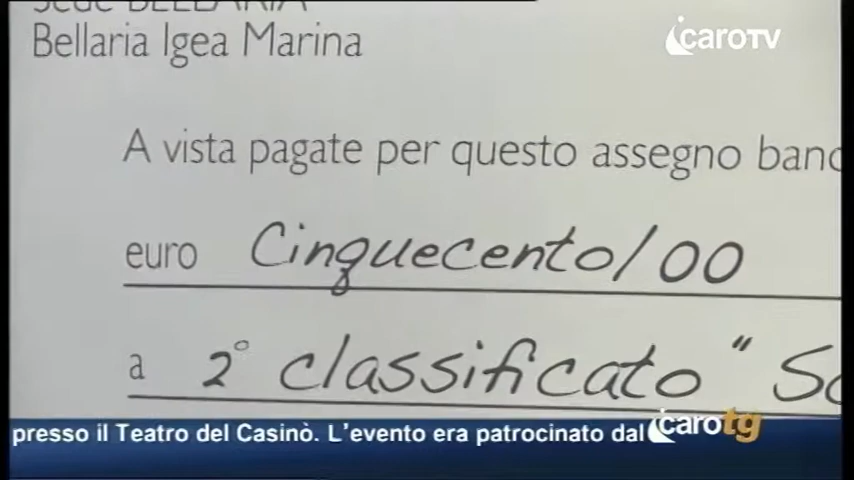 Bellaria Igea Marina
icaroTV
A vista pagate per questo assegno
euro Cinquecento/00
a 2° classificato "
presso il Teatro del Casinò. L'evento era patrocinato dal
icarotg